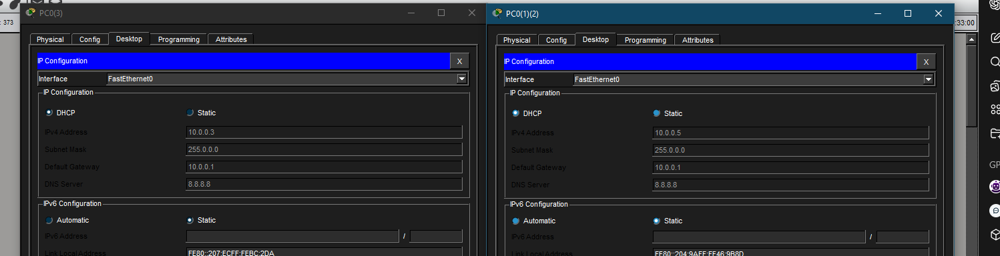 PC0(3)
Physical Config Desktop Programming Attributes
IP Configuration X
Interface FastEthernet0
IP Configuration
DHCP Static
IPv4 Address 10.0.0.3
Subnet Mask 255.0.0.0
Default Gateway 10.0.0.1
DNS Server 8.8.8.8
IPv6 Configuration
Automatic Static
IPv6 Address /
Link Local Address FE80::207:ECFF:FEBC:2DA
PC0(1)(2)
Physical Config Desktop Programming Attributes
IP Configuration X
Interface FastEthernet0
IP Configuration
DHCP Static
IPv4 Address 10.0.0.5
Subnet Mask 255.0.0.0
Default Gateway 10.0.0.1
DNS Server 8.8.8.8
IPv6 Configuration
Automatic Static
IPv6 Address /
Link Local Address FE80::204:9AFF:FE46:9B8D
: 373
:33:00
GP